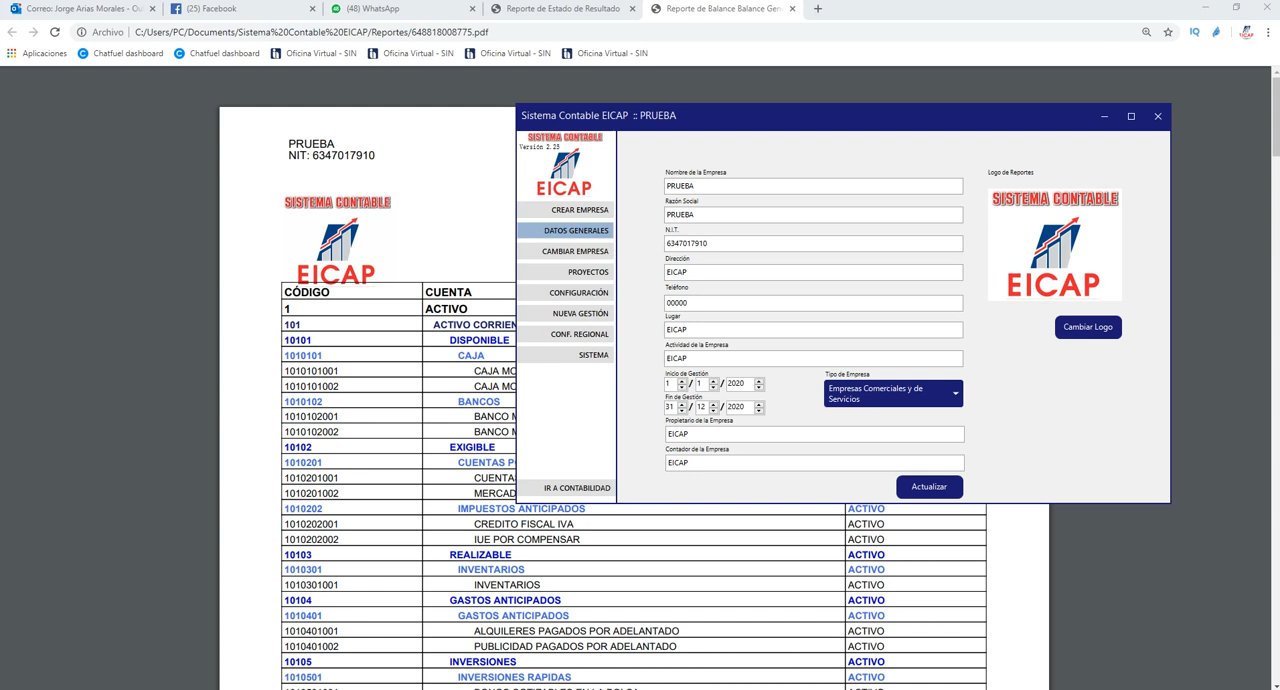 Correo: Jorge Arias Morales - Ou
(25) Facebook
(48) WhatsApp
Reporte de Estado de Resultado
Reporte de Balance Balance Gen
Archivo
C:/Users/PC/Documents/Sistema%20Contable%20EICAP/Reportes/648818008775.pdf
IQ
Aplicaciones
Chatfuel dashboard
Chatfuel dashboard
Oficina Virtual - SIN
Oficina Virtual - SIN
Oficina Virtual - SIN
Oficina Virtual - SIN
PRUEBA
NIT: 6347017910
SISTEMA CONTABLE
EICAP
CÓDIGO CUENTA
1 ACTIVO
101 ACTIVO CORRIEN
10101 DISPONIBLE
1010101 CAJA
1010101001 CAJA MO
1010101002 CAJA MO
1010102 BANCOS
1010102001 BANCO M
1010102002 BANCO M
10102 EXIGIBLE
1010201 CUENTAS P
1010201001 CUENTA
1010201002 MERCAD
1010202 IMPUESTOS ANTICIPADOS ACTIVO
1010202001 CREDITO FISCAL IVA ACTIVO
1010202002 IUE POR COMPENSAR ACTIVO
10103 REALIZABLE ACTIVO
1010301 INVENTARIOS ACTIVO
1010301001 INVENTARIOS ACTIVO
10104 GASTOS ANTICIPADOS ACTIVO
1010401 GASTOS ANTICIPADOS ACTIVO
1010401001 ALQUILERES PAGADOS POR ADELANTADO ACTIVO
1010401002 PUBLICIDAD PAGADOS POR ADELANTADO ACTIVO
10105 INVERSIONES ACTIVO
1010501 INVERSIONES RAPIDAS ACTIVO
Sistema Contable EICAP :: PRUEBA
SISTEMA CONTABLE
Versión 2.25
EICAP
CREAR EMPRESA
DATOS GENERALES
CAMBIAR EMPRESA
PROYECTOS
CONFIGURACIÓN
NUEVA GESTIÓN
CONF. REGIONAL
SISTEMA
IR A CONTABILIDAD
Nombre de la Empresa
PRUEBA
Razón Social
PRUEBA
N.I.T.
6347017910
Dirección
EICAP
Teléfono
00000
Lugar
EICAP
Actividad de la Empresa
EICAP
Inicio de Gestión
1 / 1 / 2020
Fin de Gestión
31 / 12 / 2020
Tipo de Empresa
Empresas Comerciales y de
Servicios
Propietario de la Empresa
EICAP
Contador de la Empresa
EICAP
Actualizar
Logo de Reportes
SISTEMA CONTABLE
EICAP
Cambiar Logo